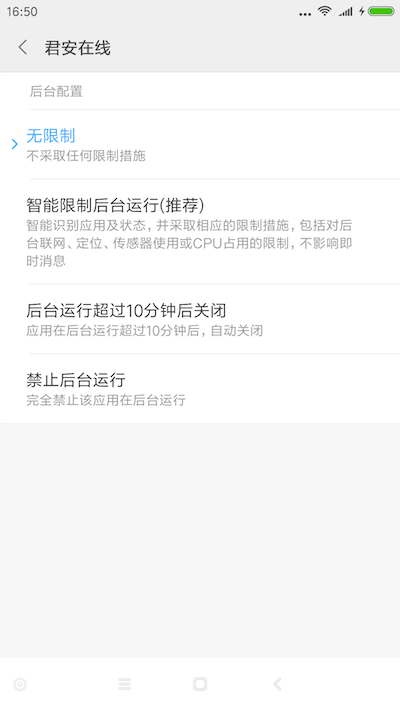 16:50
君安在线
后台配置
无限制
不采取任何限制措施
智能限制后台运行(推荐)
智能识别应用及状态，并采取相应的限制措施，包括对后
台联网、定位、传感器使用或CPU占用的限制，不影响即
时消息
后台运行超过10分钟后关闭
应用在后台运行超过10分钟后，自动关闭
禁止后台运行
完全禁止该应用在后台运行